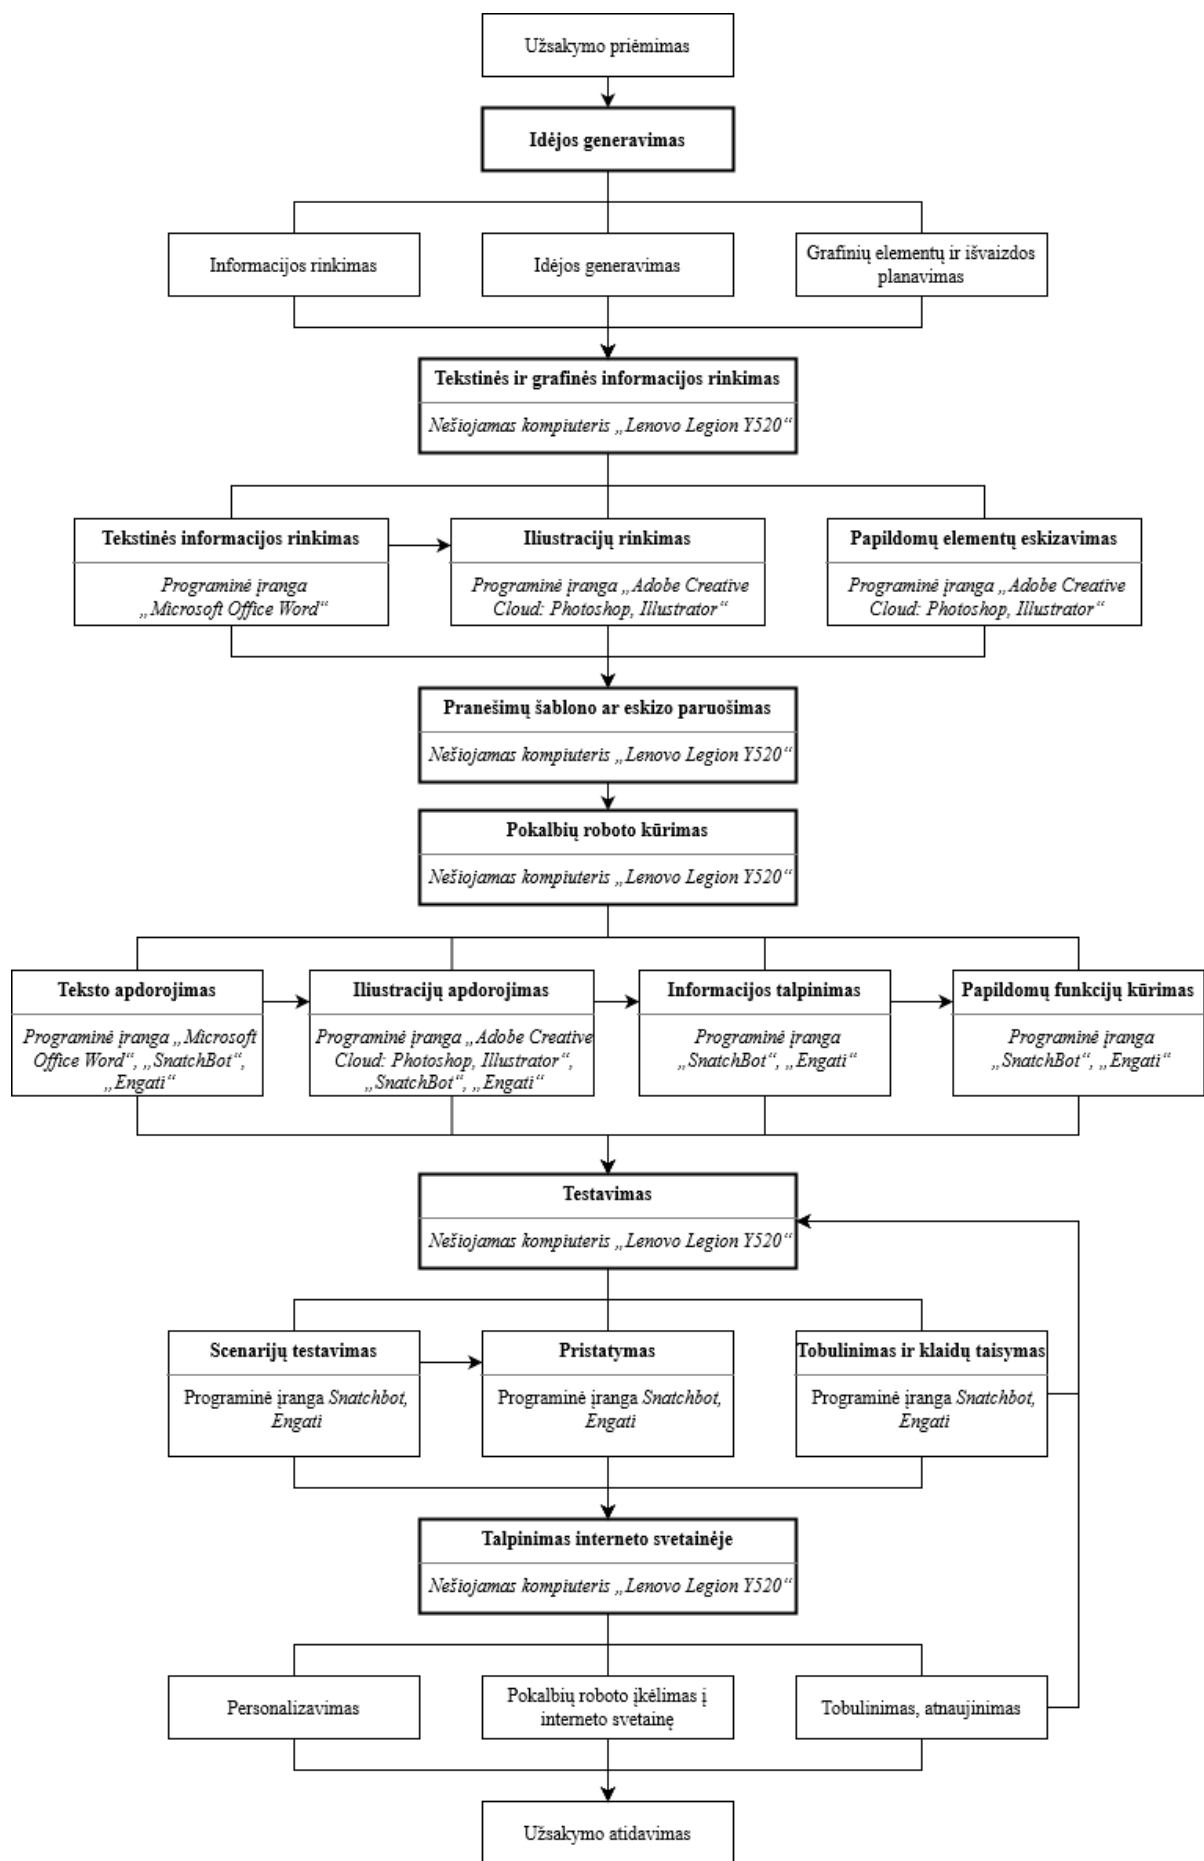 Užsakymo priėmimas
Idėjos generavimas
Informacijos rinkimas
Idėjos generavimas
Grafinių elementų ir išvaizdos
planavimas
Tekstinės ir grafinės informacijos rinkimas
Nešiojamas kompiuteris „Lenovo Legion Y520“
Tekstinės informacijos rinkimas
Programinė įranga
„Microsoft Office Word“
Iliustracijų rinkimas
Programinė įranga „Adobe Creative
Cloud: Photoshop, Illustrator“
Papildomų elementų eskizavimas
Programinė įranga „Adobe Creative
Cloud: Photoshop, Illustrator“
Pranešimų šablono ar eskizo paruošimas
Nešiojamas kompiuteris „Lenovo Legion Y520“
Pokalbių roboto kūrimas
Nešiojamas kompiuteris „Lenovo Legion Y520“
Teksto apdorojimas
Programinė įranga „Microsoft
Office Word“, „SnatchBot“,
„Engati“
Iliustracijų apdorojimas
Programinė įranga „Adobe Creative
Cloud: Photoshop, Illustrator“,
„SnatchBot“, „Engati“
Informacijos talpinimas
Programinė įranga
„SnatchBot“, „Engati“
Papildomų funkcijų kūrimas
Programinė įranga
„SnatchBot“, „Engati“
Testavimas
Nešiojamas kompiuteris „Lenovo Legion Y520“
Scenarijų testavimas
Programinė įranga Snatchbot,
Engati
Pristatymas
Programinė įranga Snatchbot,
Engati
Tobulinimas ir klaidų taisymas
Programinė įranga Snatchbot,
Engati
Talpinimas interneto svetainėje
Nešiojamas kompiuteris „Lenovo Legion Y520“
Personalizavimas
Pokalbių roboto įkėlimas į
interneto svetainę
Tobulinimas, atnaujinimas
Užsakymo atidavimas